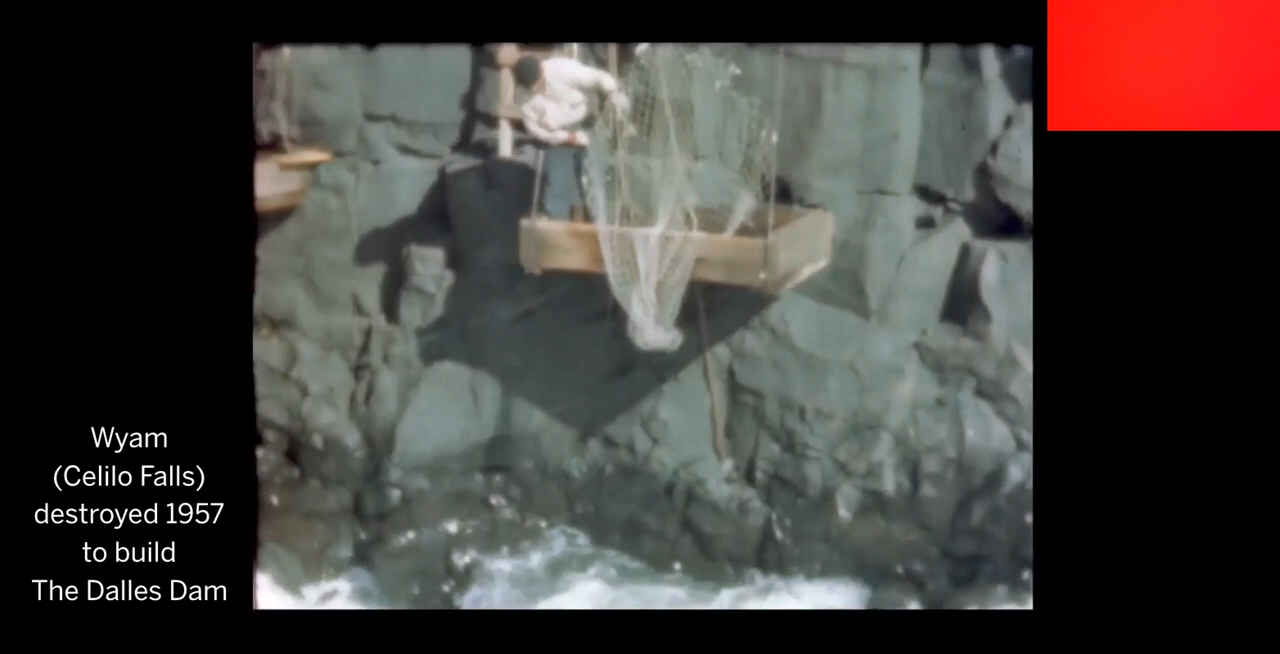 Wyam
(Celilo Falls)
destroyed 1957
to build
The Dalles Dam